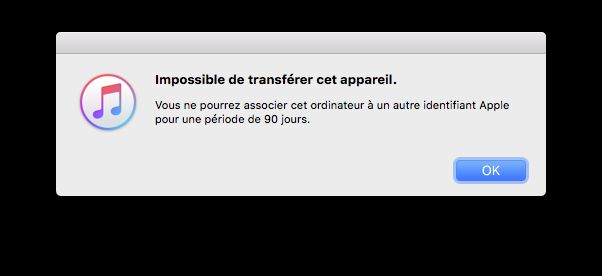 Impossible de transférer cet appareil.
Vous ne pourrez associer cet ordinateur à un autre identifiant Apple
pour une période de 90 jours.
OK